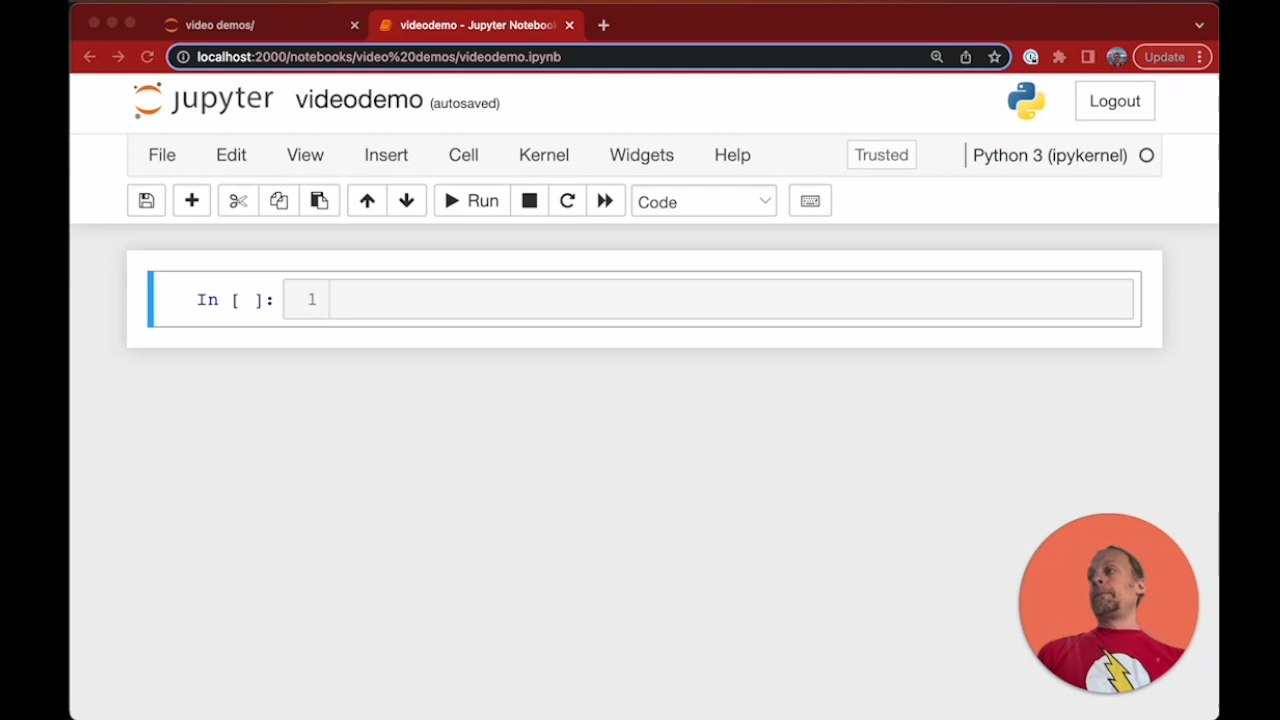 video demos/
videodemo - Jupyter Noteboo
localhost:2000/notebooks/video%20demos/videodemo.ipynb
Update
jupyter videodemo (autosaved)
Logout
File Edit View Insert Cell Kernel Widgets Help Trusted Python 3 (ipykernel)
Run Code
In [ ]: 1